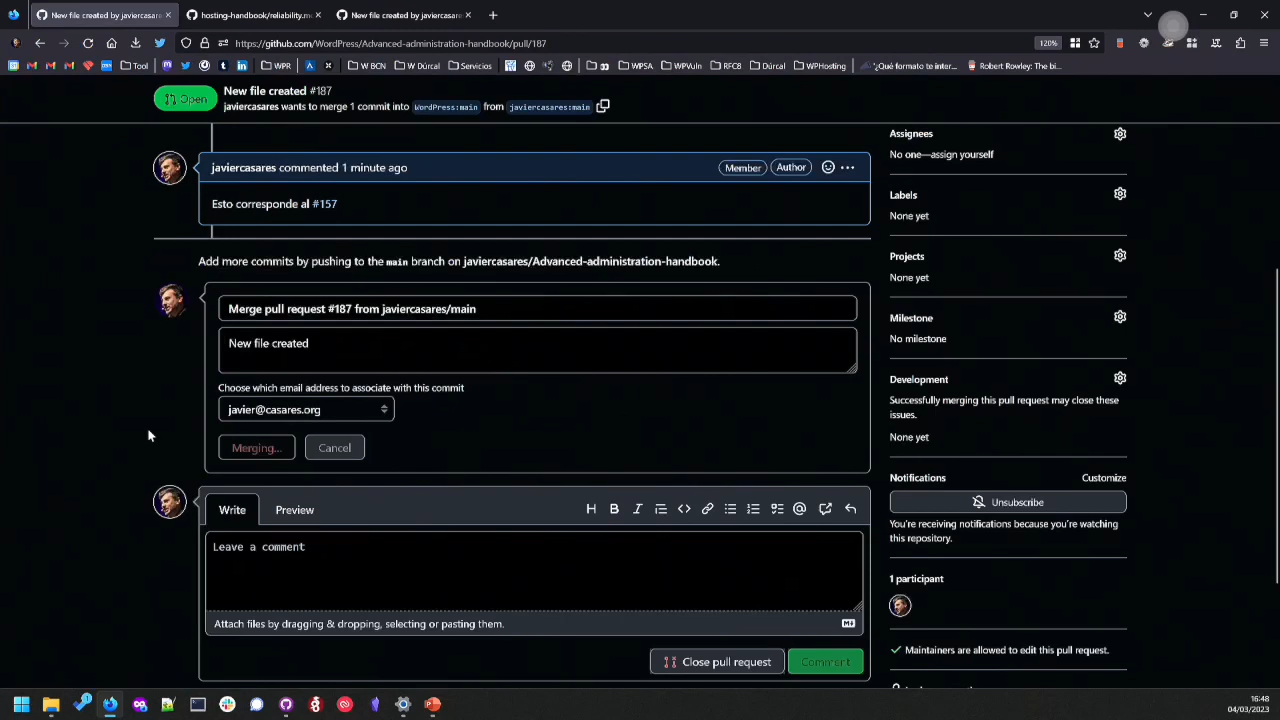 New file created by javiercasare
hosting-handbook/reliability.m
New file created by javiercasare
https://github.com/WordPress/Advanced-administration-handbook/pull/187
120%
Tool
WPR
W BCN
W Dúrcal
Servicios
WPSA
WPVuln
RFC8
Dúrcal
WPHosting
"¿Qué formato te inter...
Robert Rowley: The bi...
Open
New file created #187
javiercasares wants to merge 1 commit into WordPress:main from javiercasares:main
javiercasares commented 1 minute ago
Member
Author
Esto corresponde al #157
Add more commits by pushing to the main branch on javiercasares/Advanced-administration-handbook.
Merge pull request #187 from javiercasares/main
New file created
Choose which email address to associate with this commit
javier@casares.org
Merging...
Cancel
Write
Preview
Leave a comment
Attach files by dragging & dropping, selecting or pasting them.
Close pull request
Comment
Assignees
No one—assign yourself
Labels
None yet
Projects
None yet
Milestone
No milestone
Development
Successfully merging this pull request may close these
issues.
None yet
Notifications
Customize
Unsubscribe
You're receiving notifications because you're watching
this repository.
1 participant
Maintainers are allowed to edit this pull request.
16:48
04/03/2023